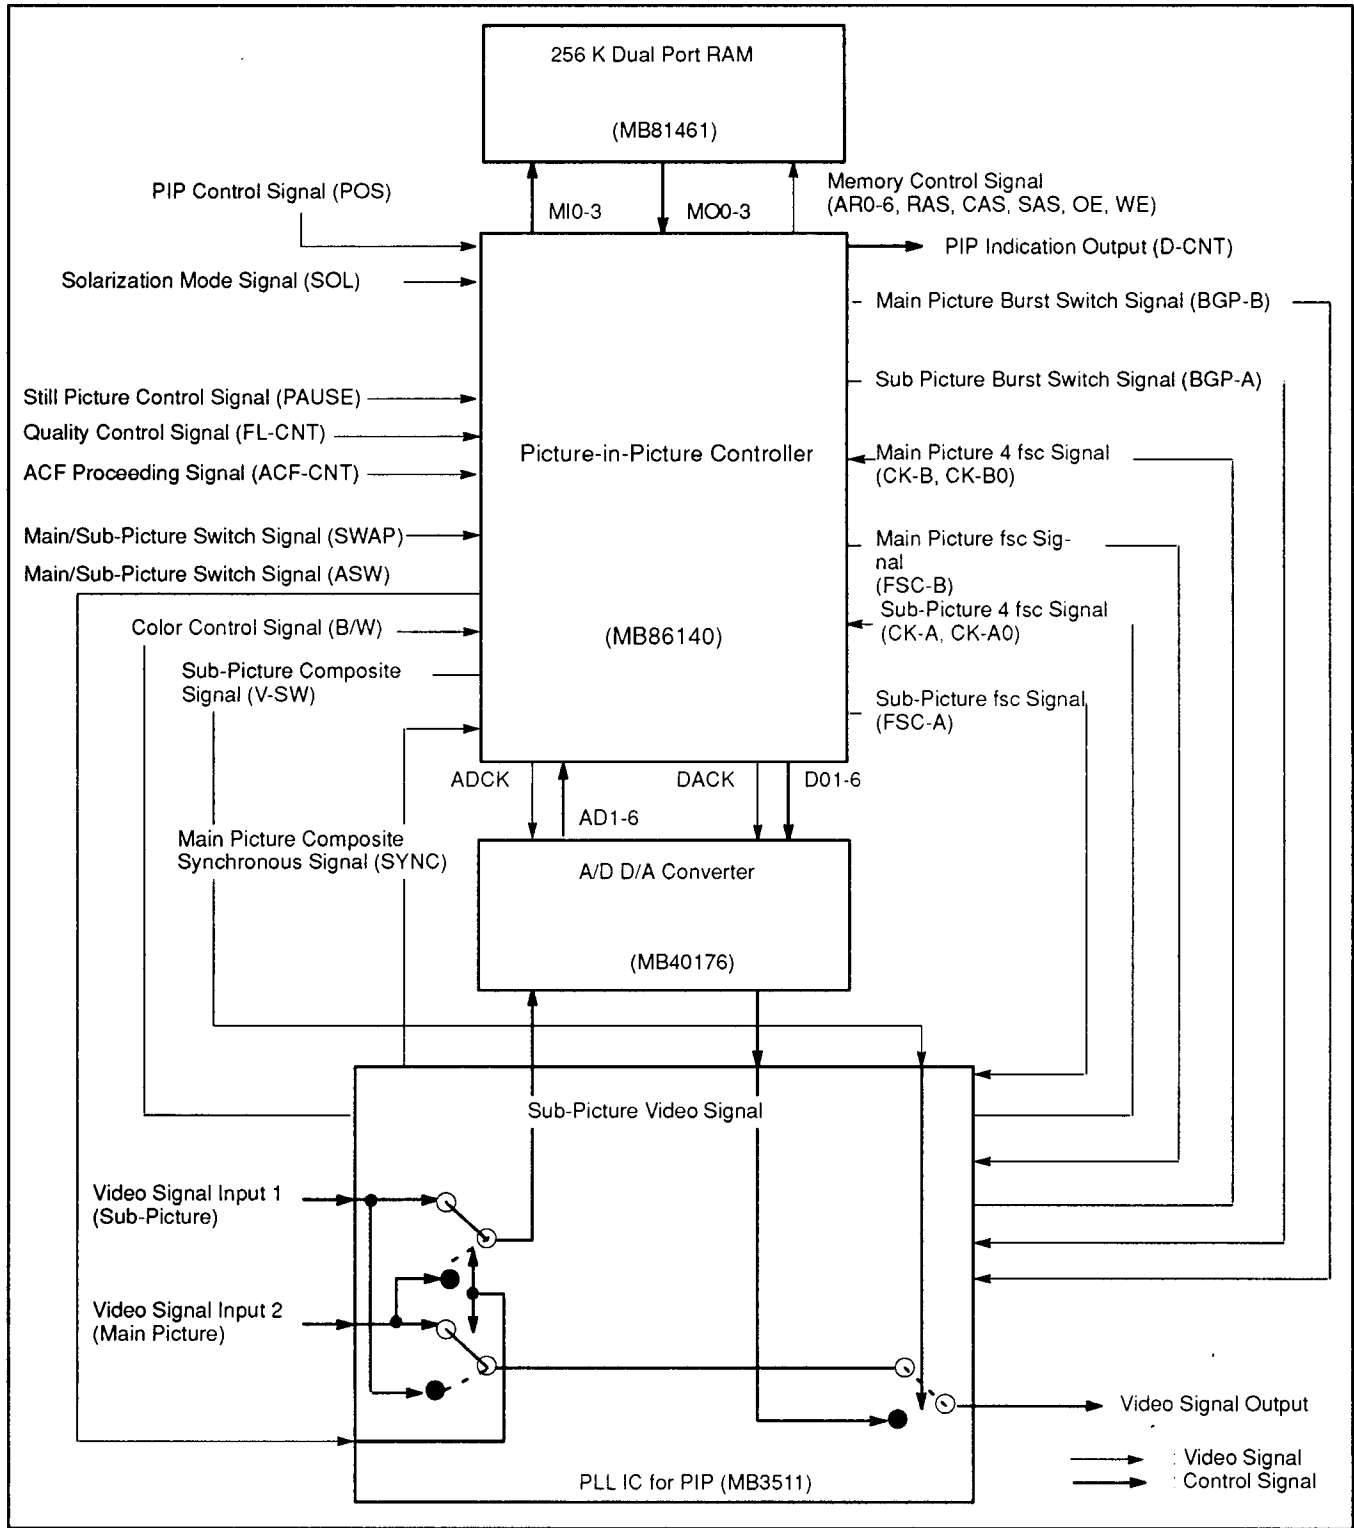 256 K Dual Port RAM
(MB81461)
PIP Control Signal (POS)
MI0-3
MO0-3
Memory Control Signal
(AR0-6, RAS, CAS, SAS, OE, WE)
PIP Indication Output (D-CNT)
Solarization Mode Signal (SOL)
Main Picture Burst Switch Signal (BGP-B)
Sub Picture Burst Switch Signal (BGP-A)
Still Picture Control Signal (PAUSE)
Quality Control Signal (FL-CNT)
ACF Proceeding Signal (ACF-CNT)
Picture-in-Picture Controller
(MB86140)
Main Picture 4 fsc Signal
(CK-B, CK-B0)
Main/Sub-Picture Switch Signal (SWAP)
Main/Sub-Picture Switch Signal (ASW)
Main Picture fsc Sig-
nal
(FSC-B)
Sub-Picture 4 fsc Signal
(CK-A, CK-A0)
Color Control Signal (B/W)
Sub-Picture Composite
Signal (V-SW)
Sub-Picture fsc Signal
(FSC-A)
ADCK
AD1-6
DACK
D01-6
Main Picture Composite
Synchronous Signal (SYNC)
A/D D/A Converter
(MB40176)
Sub-Picture Video Signal
Video Signal Input 1
(Sub-Picture)
Video Signal Input 2
(Main Picture)
Video Signal Output
PLL IC for PIP (MB3511)
: Video Signal
: Control Signal